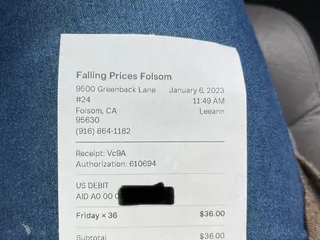 Falling Prices Folsom
9500 Greenback Lane January 6, 2023
#24 11:49 AM
Folsom, CA Leeann
95630
(916) 864-1182
Receipt: Vc9A
Authorization: 610694
US DEBIT
AID A0 00 0
Friday × 36 $36.00
Subtotal $36.00